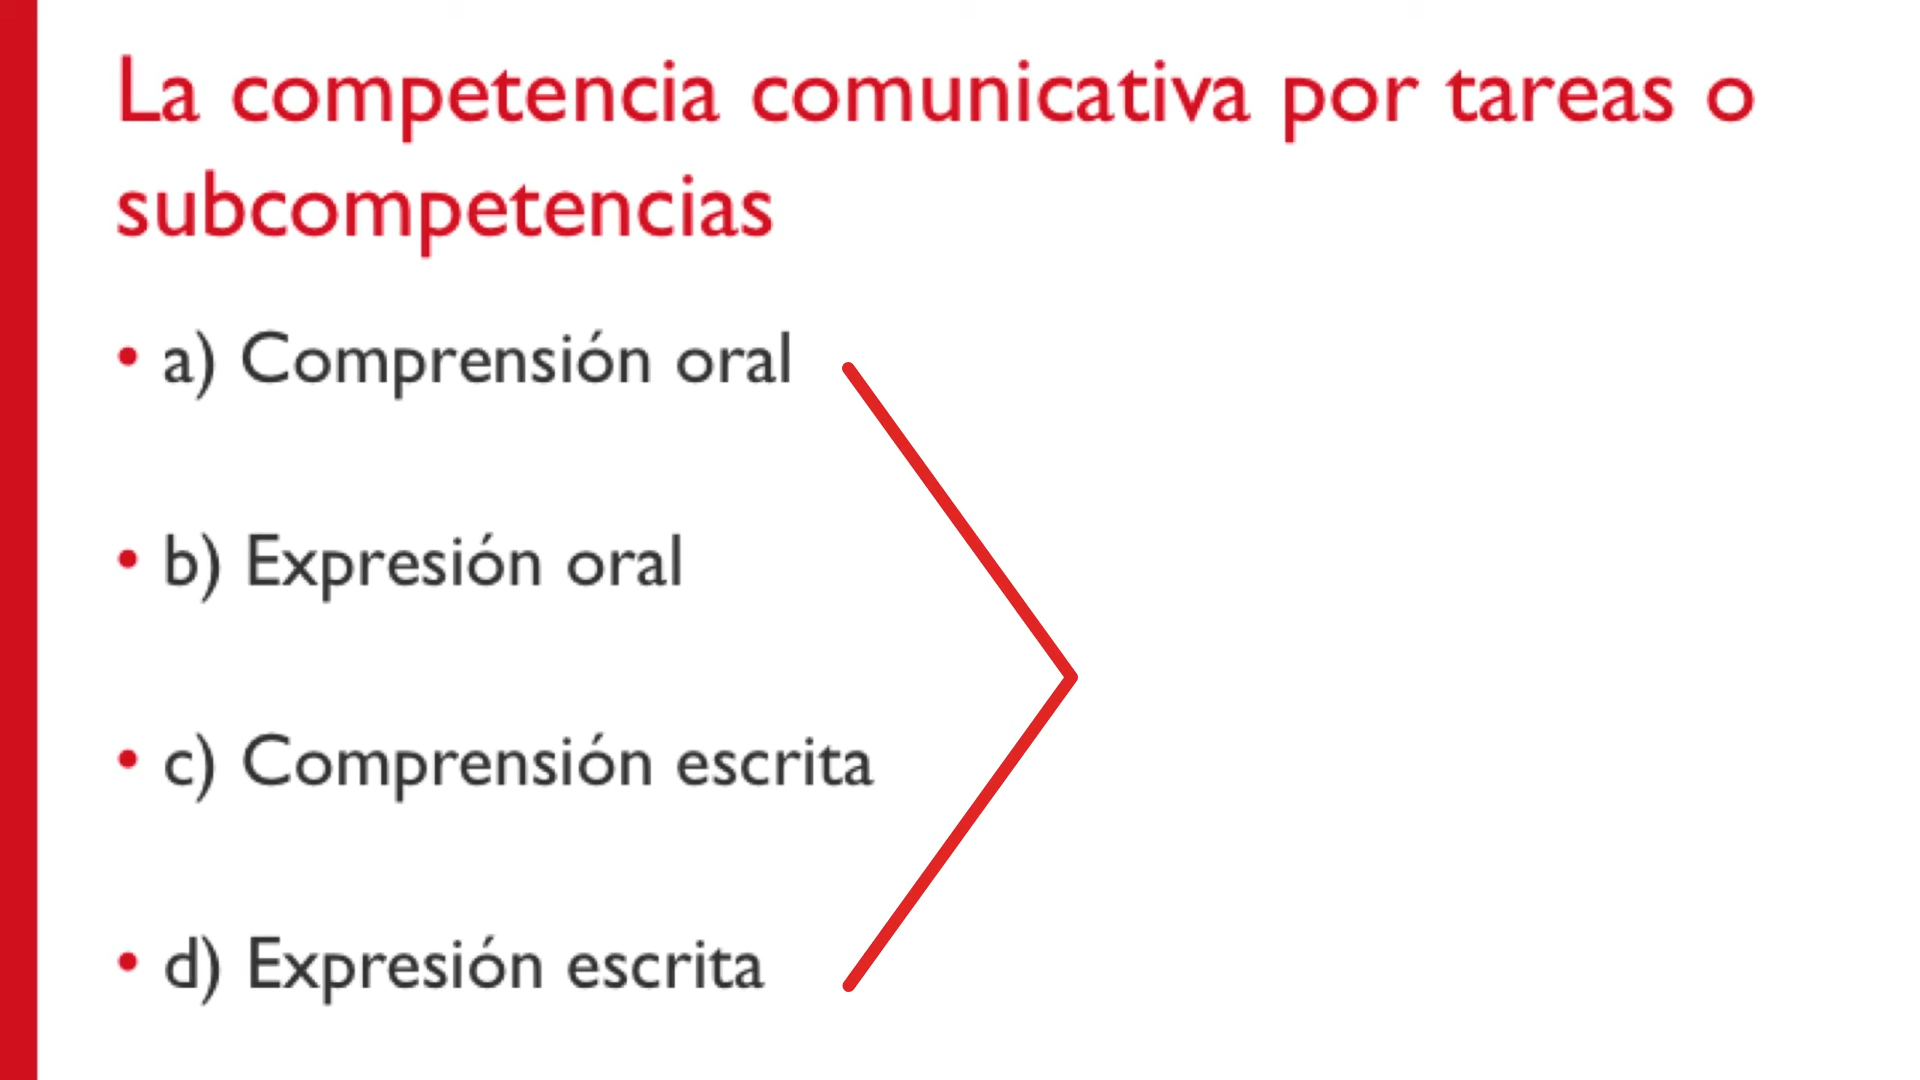 La competencia comunicativa por tareas o
subcompetencias
• a) Comprensión oral
• b) Expresión oral
• c) Comprensión escrita
• d) Expresión escrita